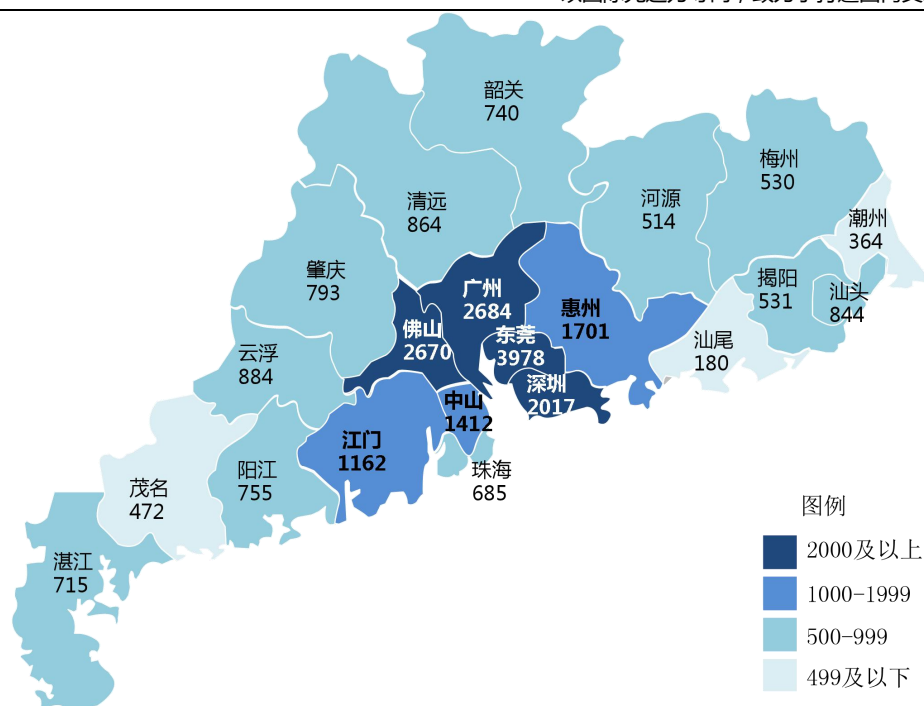 韶关
740
梅州
530
清远
864
河源
514
潮州
364
肇庆
793
广州
2684
揭阳
531
汕头
844
惠州
1701
佛山
2670
东莞
3978
汕尾
180
云浮
884
深圳
2017
中山
1412
江门
1162
阳江
755
珠海
685
茂名
472
湛江
715
图例
2000及以上
1000-1999
500-999
499及以下